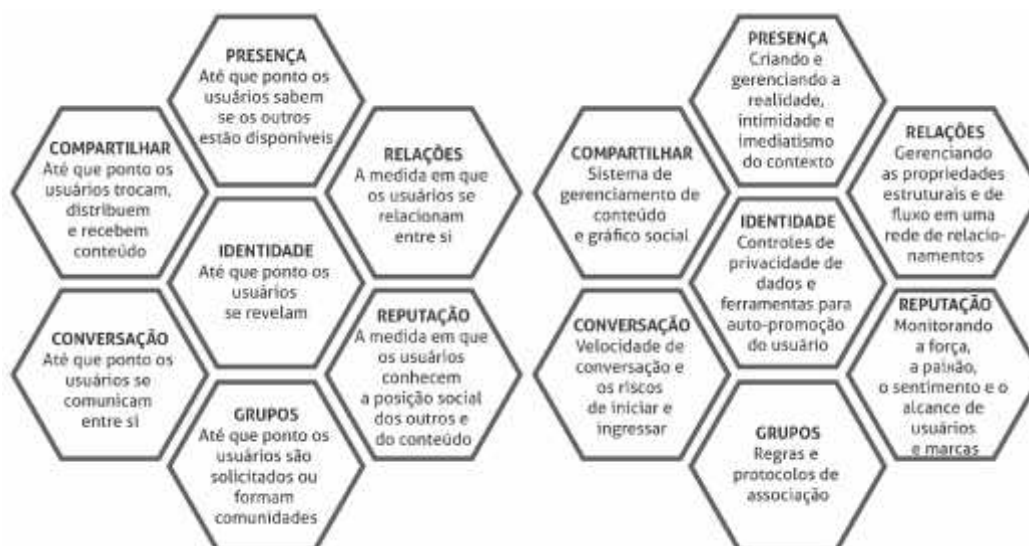 PRESENÇA
Até que ponto os
usuários sabem
se os outros
estão disponíveis
COMPARTILHAR
Até que ponto os
usuários trocam,
distribuem
e recebem
conteúdo
RELAÇÕES
A medida em que
os usuários se
relacionam
entre si
IDENTIDADE
Até que ponto os
usuários
se revelam
CONVERSAÇÃO
Até que ponto os
usuários se
comunicam
entre si
REPUTAÇÃO
A medida em que
os usuários
conhecem
a posição social
dos outros e
do conteúdo
GRUPOS
Até que ponto os
usuários são
solicitados ou
formam
comunidades
PRESENÇA
Criando e
gerenciando a
realidade,
intimidade e
imediatismo
do contexto
COMPARTILHAR
Sistema de
gerenciamento de
conteúdo
e gráfico social
RELAÇÕES
Gerenciando
as propriedades
estruturais e de
fluxo em uma
rede de relacio-
namentos
IDENTIDADE
Controles de
privacidade de
dados e
ferramentas para
auto-promoção
do usuário
CONVERSAÇÃO
Velocidade de
conversação e
os riscos
de iniciar e
ingressar
REPUTAÇÃO
Monitorando
a força,
a paixão,
o sentimento e o
alcance de
usuários
e marcas
GRUPOS
Regras e
protocolos de
associação